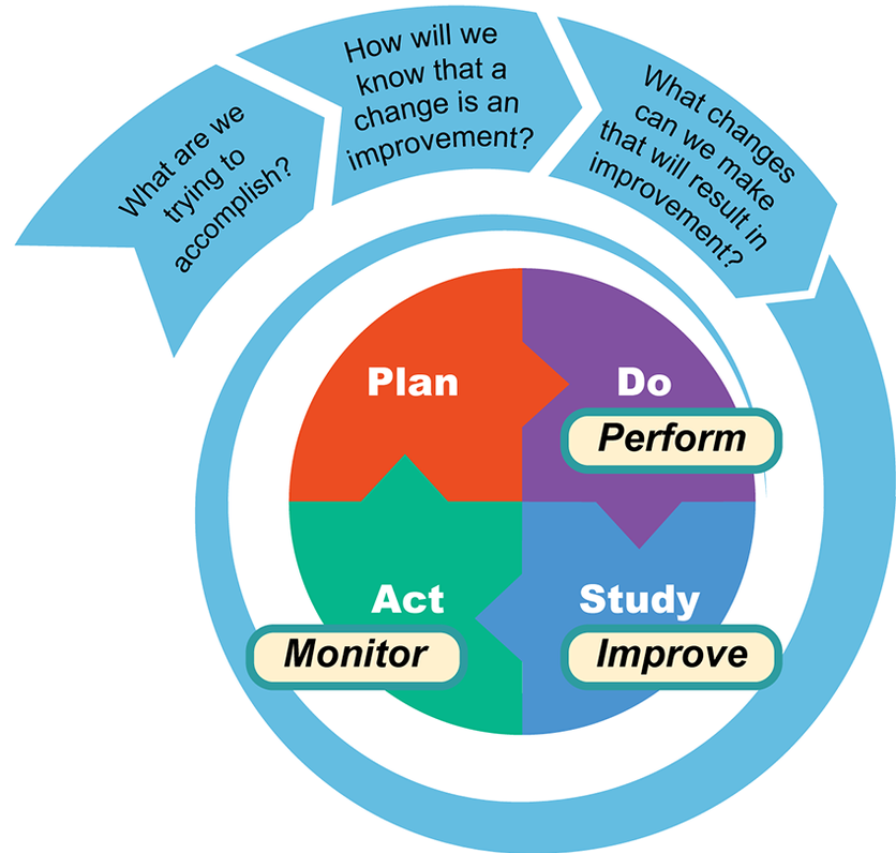 What are we
trying to
accomplish?
How will we
know that a
change is an
improvement?
What changes
can we make
that will result in
improvement?
Plan
Do
Perform
Act
Monitor
Study
Improve